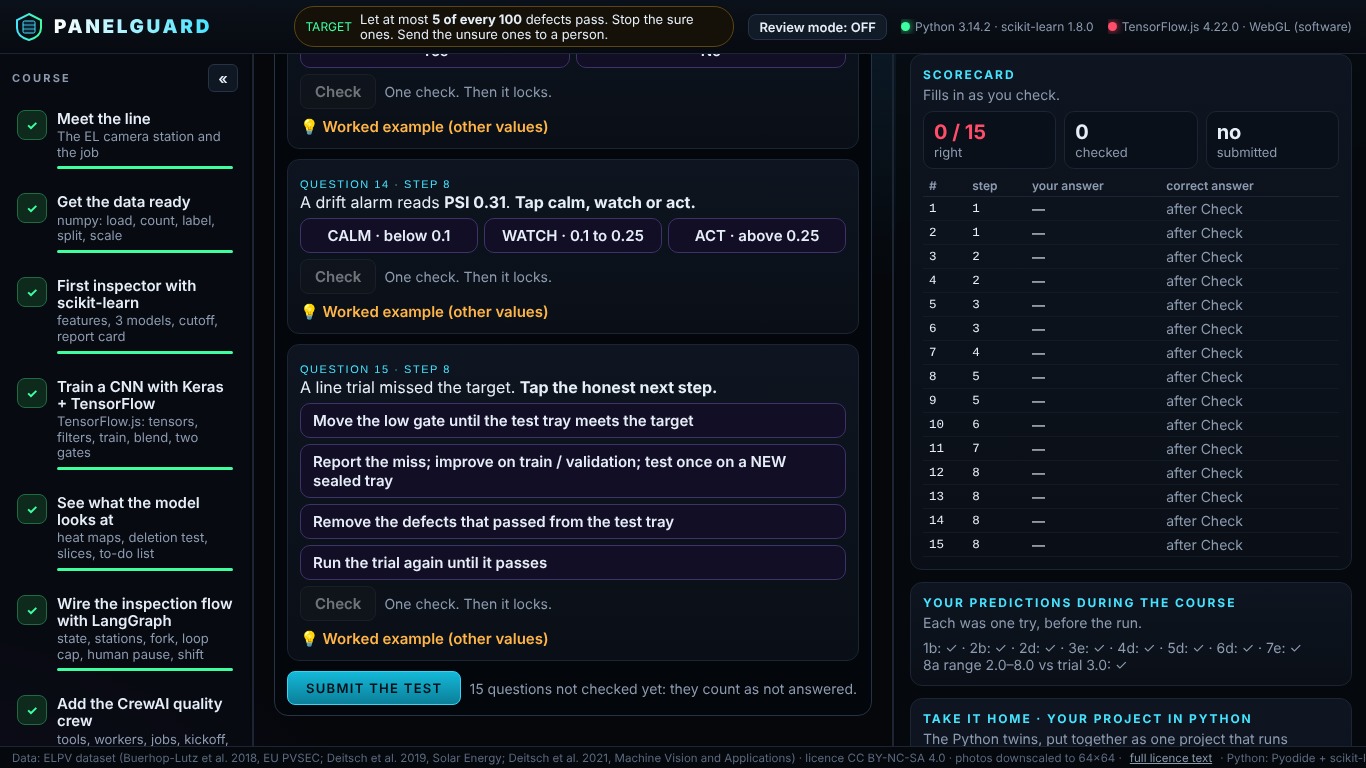 PANELGUARD
TARGET
Let at most 5 of every 100 defects pass. Stop the sure
ones. Send the unsure ones to a person.
Review mode: OFF
Python 3.14.2 · scikit-learn 1.8.0
TensorFlow.js 4.22.0 · WebGL (software)
COURSE
«
Meet the line
The EL camera station and
the job
Get the data ready
numpy: load, count, label,
split, scale
First inspector with
scikit-learn
features, 3 models, cutoff,
report card
Train a CNN with Keras
+ TensorFlow
TensorFlow.js: tensors,
filters, train, blend, two
gates
See what the model
looks at
heat maps, deletion test,
slices, to-do list
Wire the inspection flow
with LangGraph
state, stations, fork, loop
cap, human pause, shift
Add the CrewAI quality
crew
tools, workers, jobs, kickoff,
Check One check. Then it locks.
💡 Worked example (other values)
QUESTION 14 · STEP 8
A drift alarm reads PSI 0.31. Tap calm, watch or act.
CALM · below 0.1 WATCH · 0.1 to 0.25 ACT · above 0.25
Check One check. Then it locks.
💡 Worked example (other values)
QUESTION 15 · STEP 8
A line trial missed the target. Tap the honest next step.
Move the low gate until the test tray meets the target
Report the miss; improve on train / validation; test once on a NEW
sealed tray
Remove the defects that passed from the test tray
Run the trial again until it passes
Check One check. Then it locks.
💡 Worked example (other values)
SUBMIT THE TEST 15 questions not checked yet: they count as not answered.
SCORECARD
Fills in as you check.
0 / 15 0 no
right checked submitted
# step your answer correct answer
1 1 — after Check
2 1 — after Check
3 2 — after Check
4 2 — after Check
5 3 — after Check
6 3 — after Check
7 4 — after Check
8 5 — after Check
9 5 — after Check
10 6 — after Check
11 7 — after Check
12 8 — after Check
13 8 — after Check
14 8 — after Check
15 8 — after Check
YOUR PREDICTIONS DURING THE COURSE
Each was one try, before the run.
1b: ✓ · 2b: ✓ · 2d: ✓ · 3e: ✓ · 4d: ✓ · 5d: ✓ · 6d: ✓ · 7e: ✓
8a range 2.0–8.0 vs trial 3.0: ✓
TAKE IT HOME · YOUR PROJECT IN PYTHON
The Python twins, put together as one project that runs
Data: ELPV dataset (Buerhop-Lutz et al. 2018, EU PVSEC; Deitsch et al. 2019, Solar Energy; Deitsch et al. 2021, Machine Vision and Applications) · licence CC BY-NC-SA 4.0 · photos downscaled to 64×64 · full licence text · Python: Pyodide + scikit-